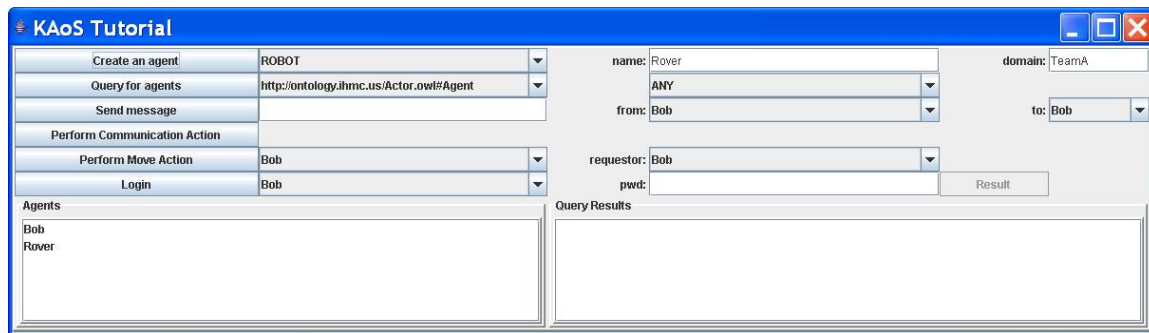 KAoS Tutorial
Create an agent ROBOT name: Rover domain: TeamA
Query for agents http://ontology.ihmc.us/Actor.owl#Agent ANY
Send message from: Bob to: Bob
Perform Communication Action
Perform Move Action Bob requestor: Bob
Login Bob pwd: Result
Agents Query Results
Bob
Rover